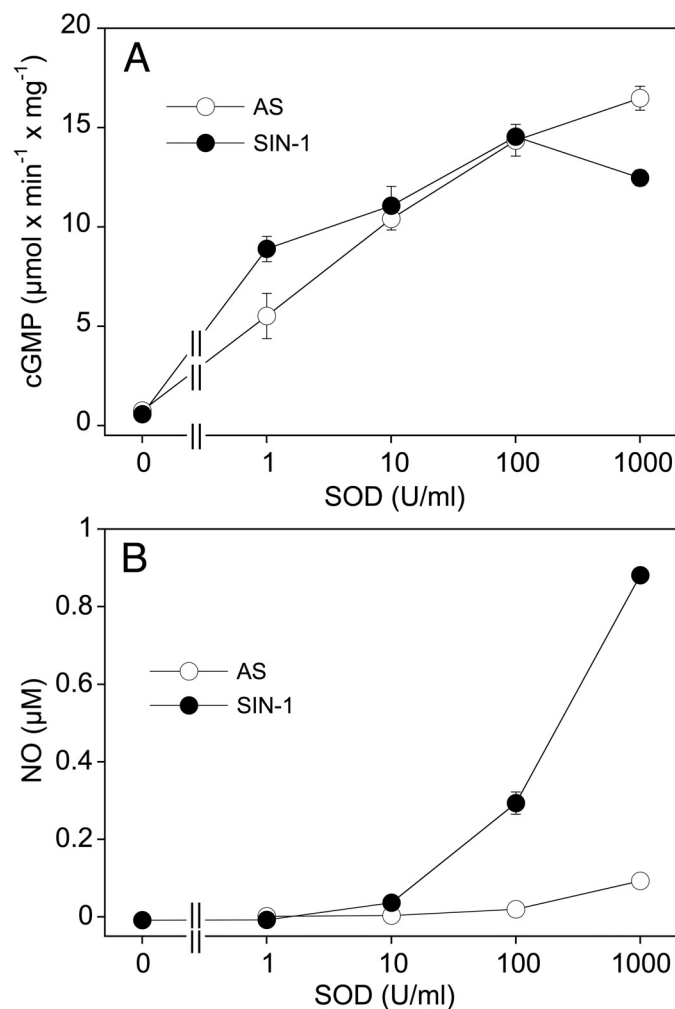 A
cGMP (µmol x min⁻¹ x mg⁻¹)
20
15
10
5
0
AS
SIN-1
0 1 10 100 1000
SOD (U/ml)
B
NO (µM)
1
0.8
0.6
0.4
0.2
0
AS
SIN-1
0 1 10 100 1000
SOD (U/ml)